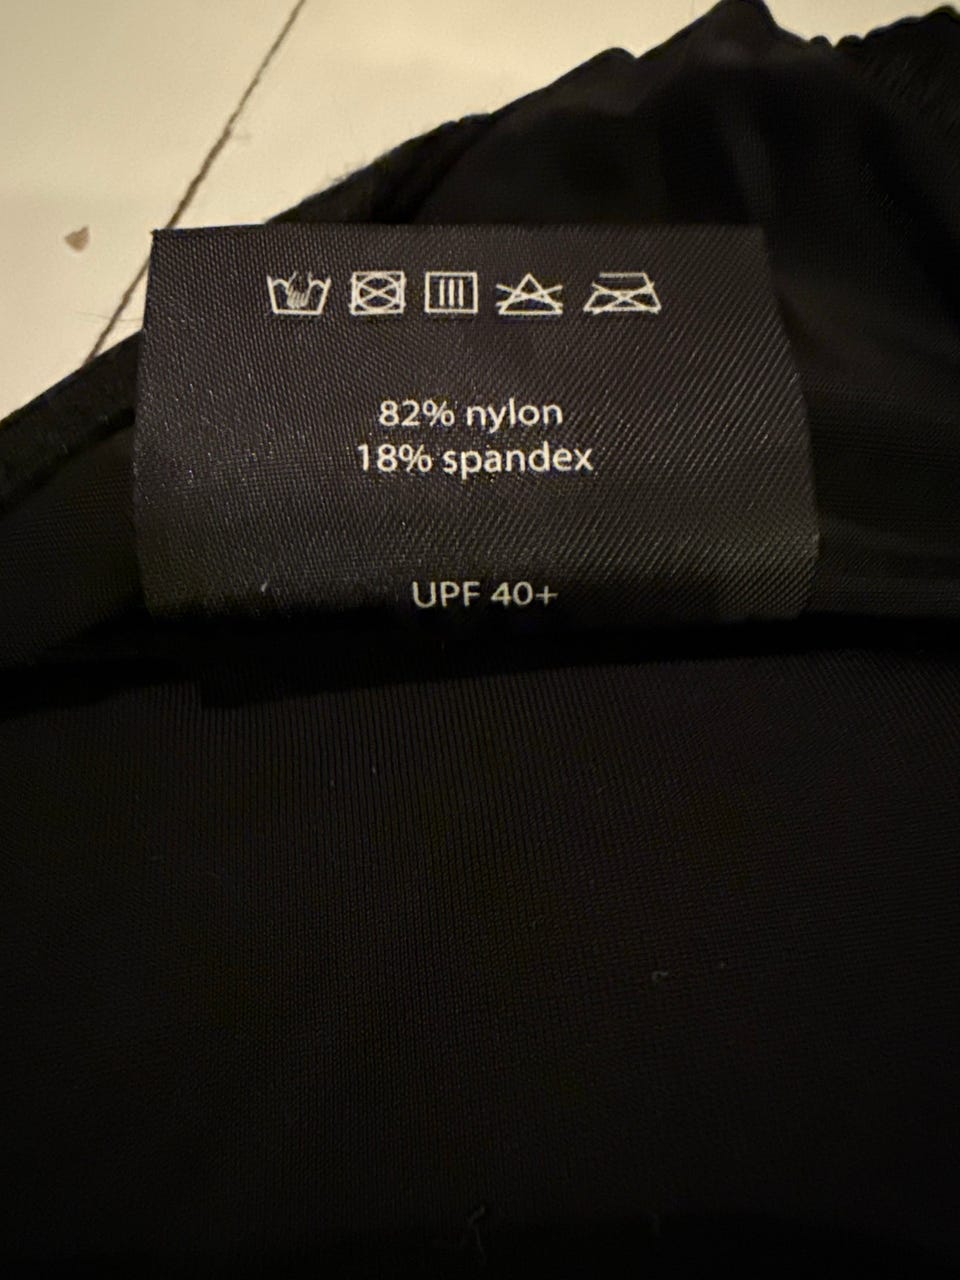 82% nylon
18% spandex
UPF 40+